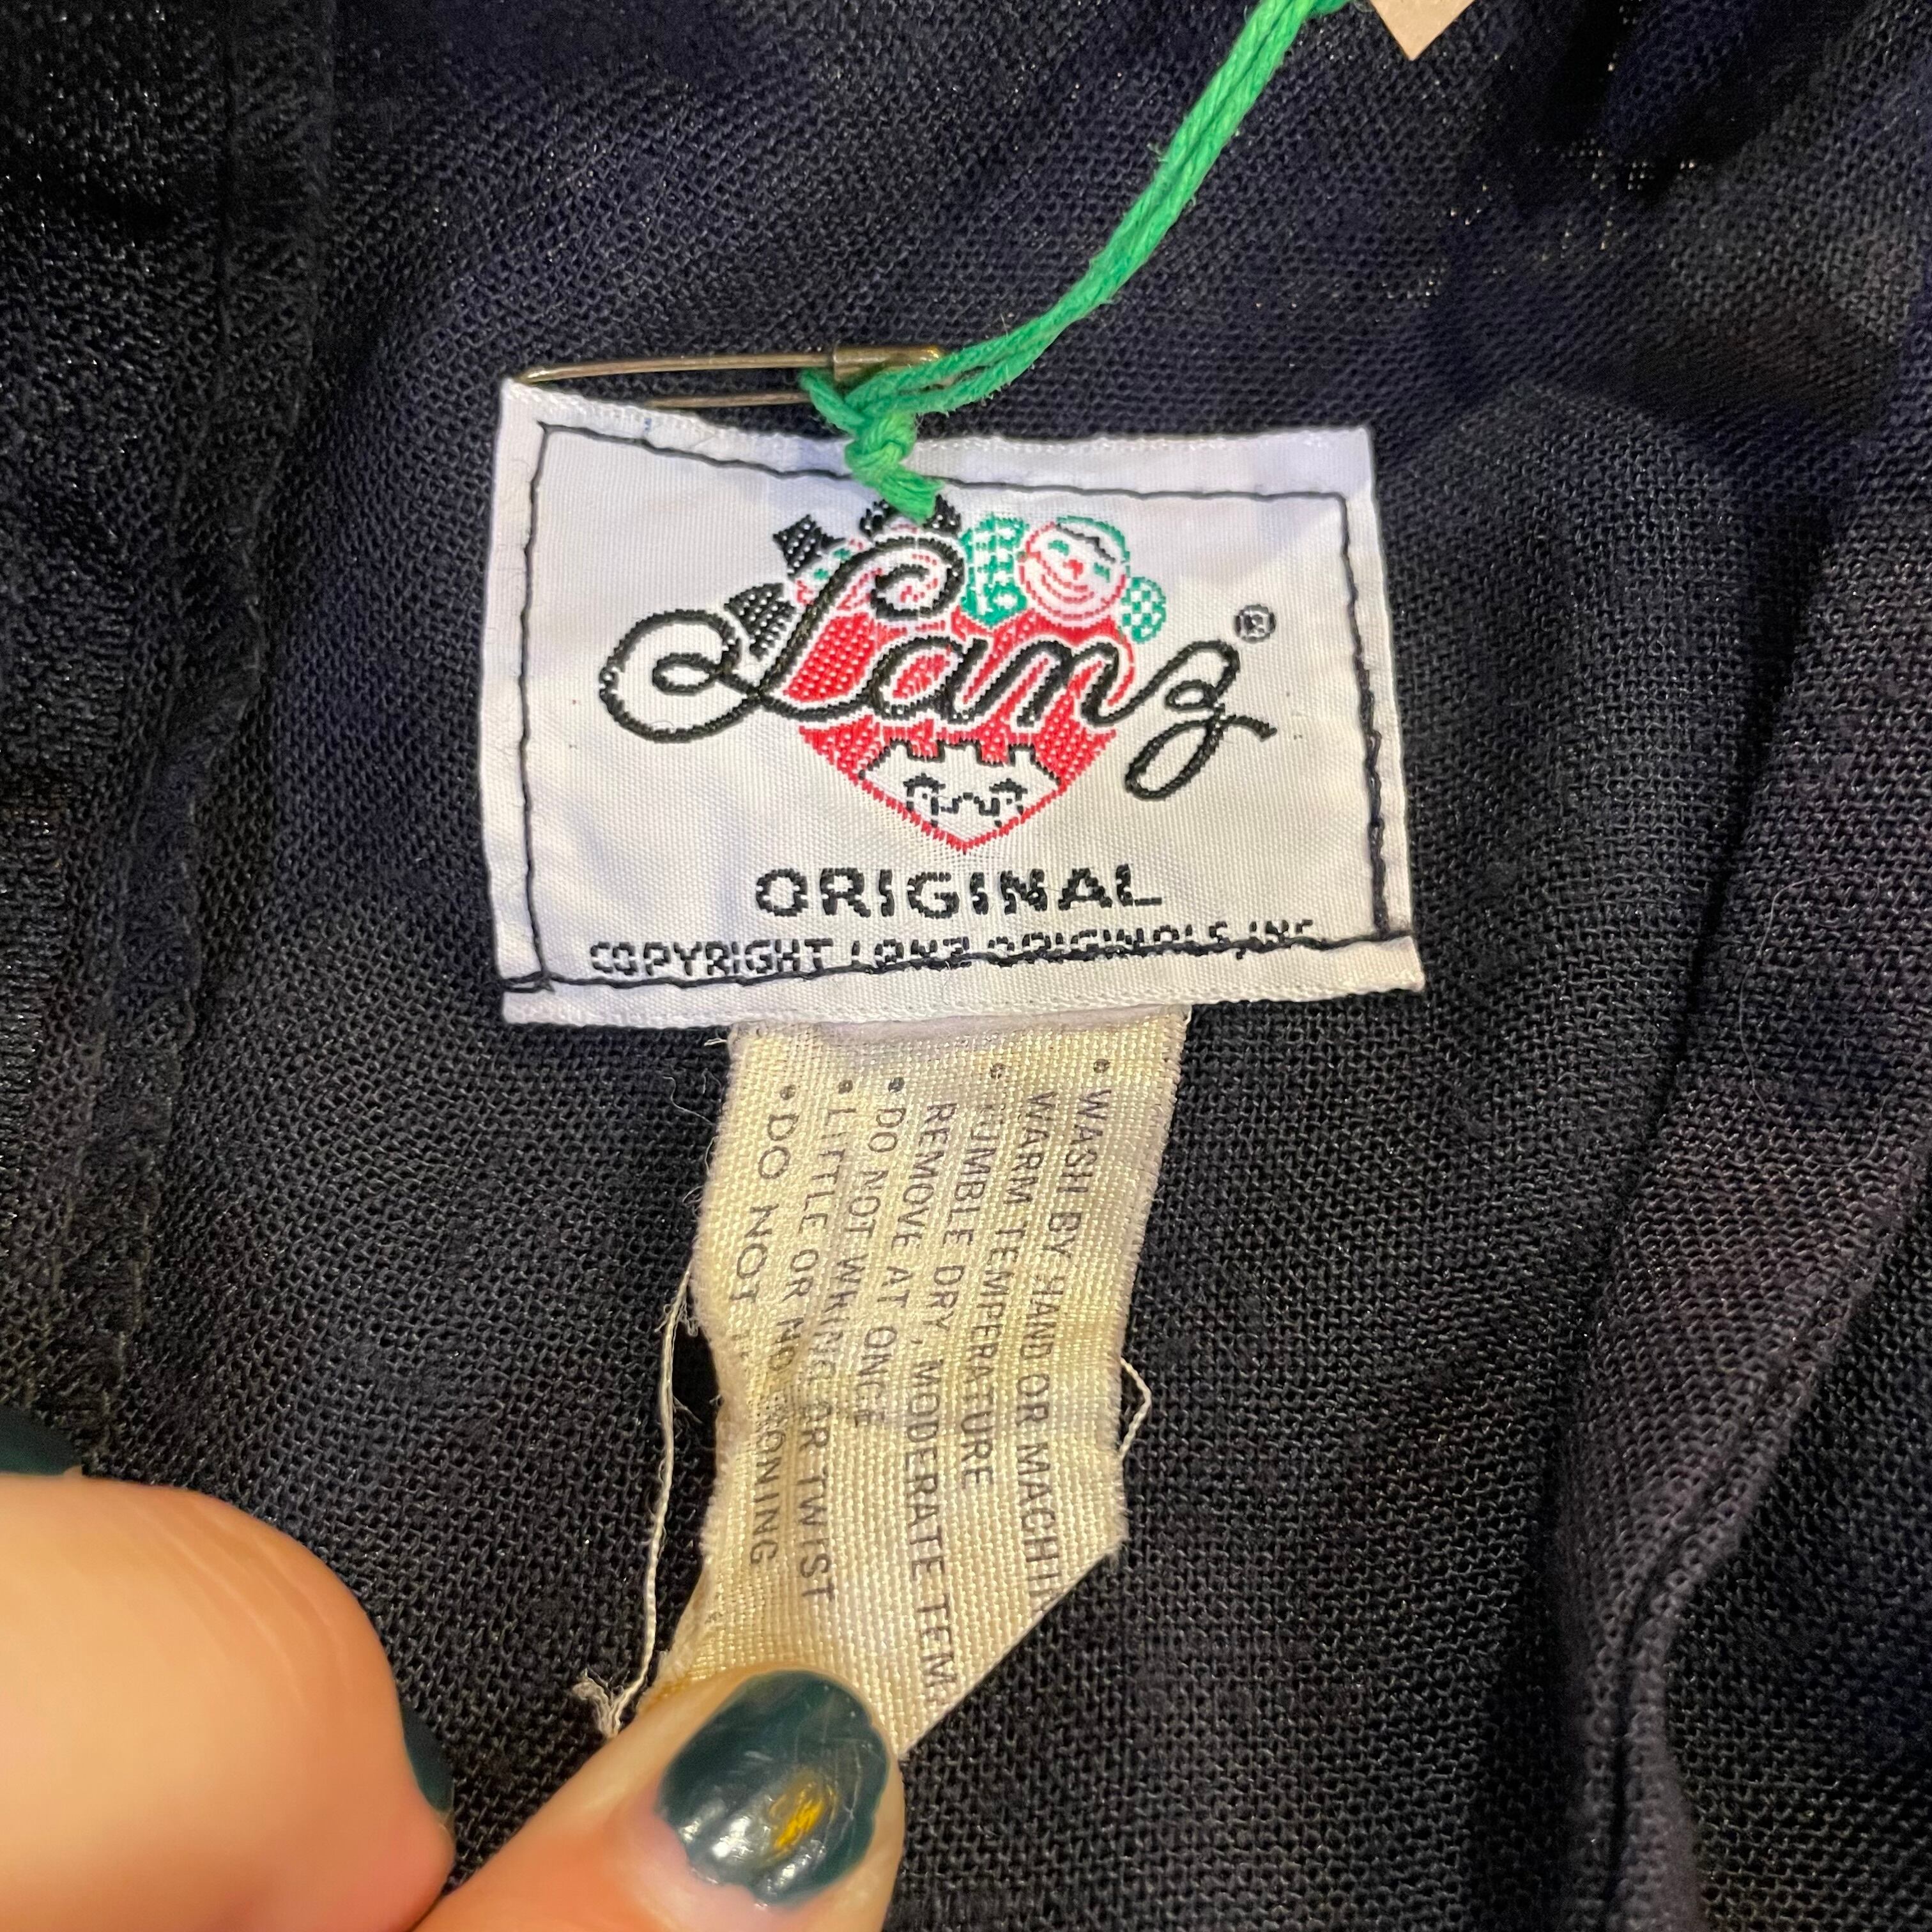 Lanz®
ORIGINAL
COPYRIGHT LANZ ORIGINALS, INC
• WASH BY HAND OR MACHI
WARM TEMPERATURE
• TUMBLE DRY, MODERATE TEM
REMOVE AT ONCE
• DO NOT WRING OR TWIST
• LITTLE OR NO IRONING
• DO NOT